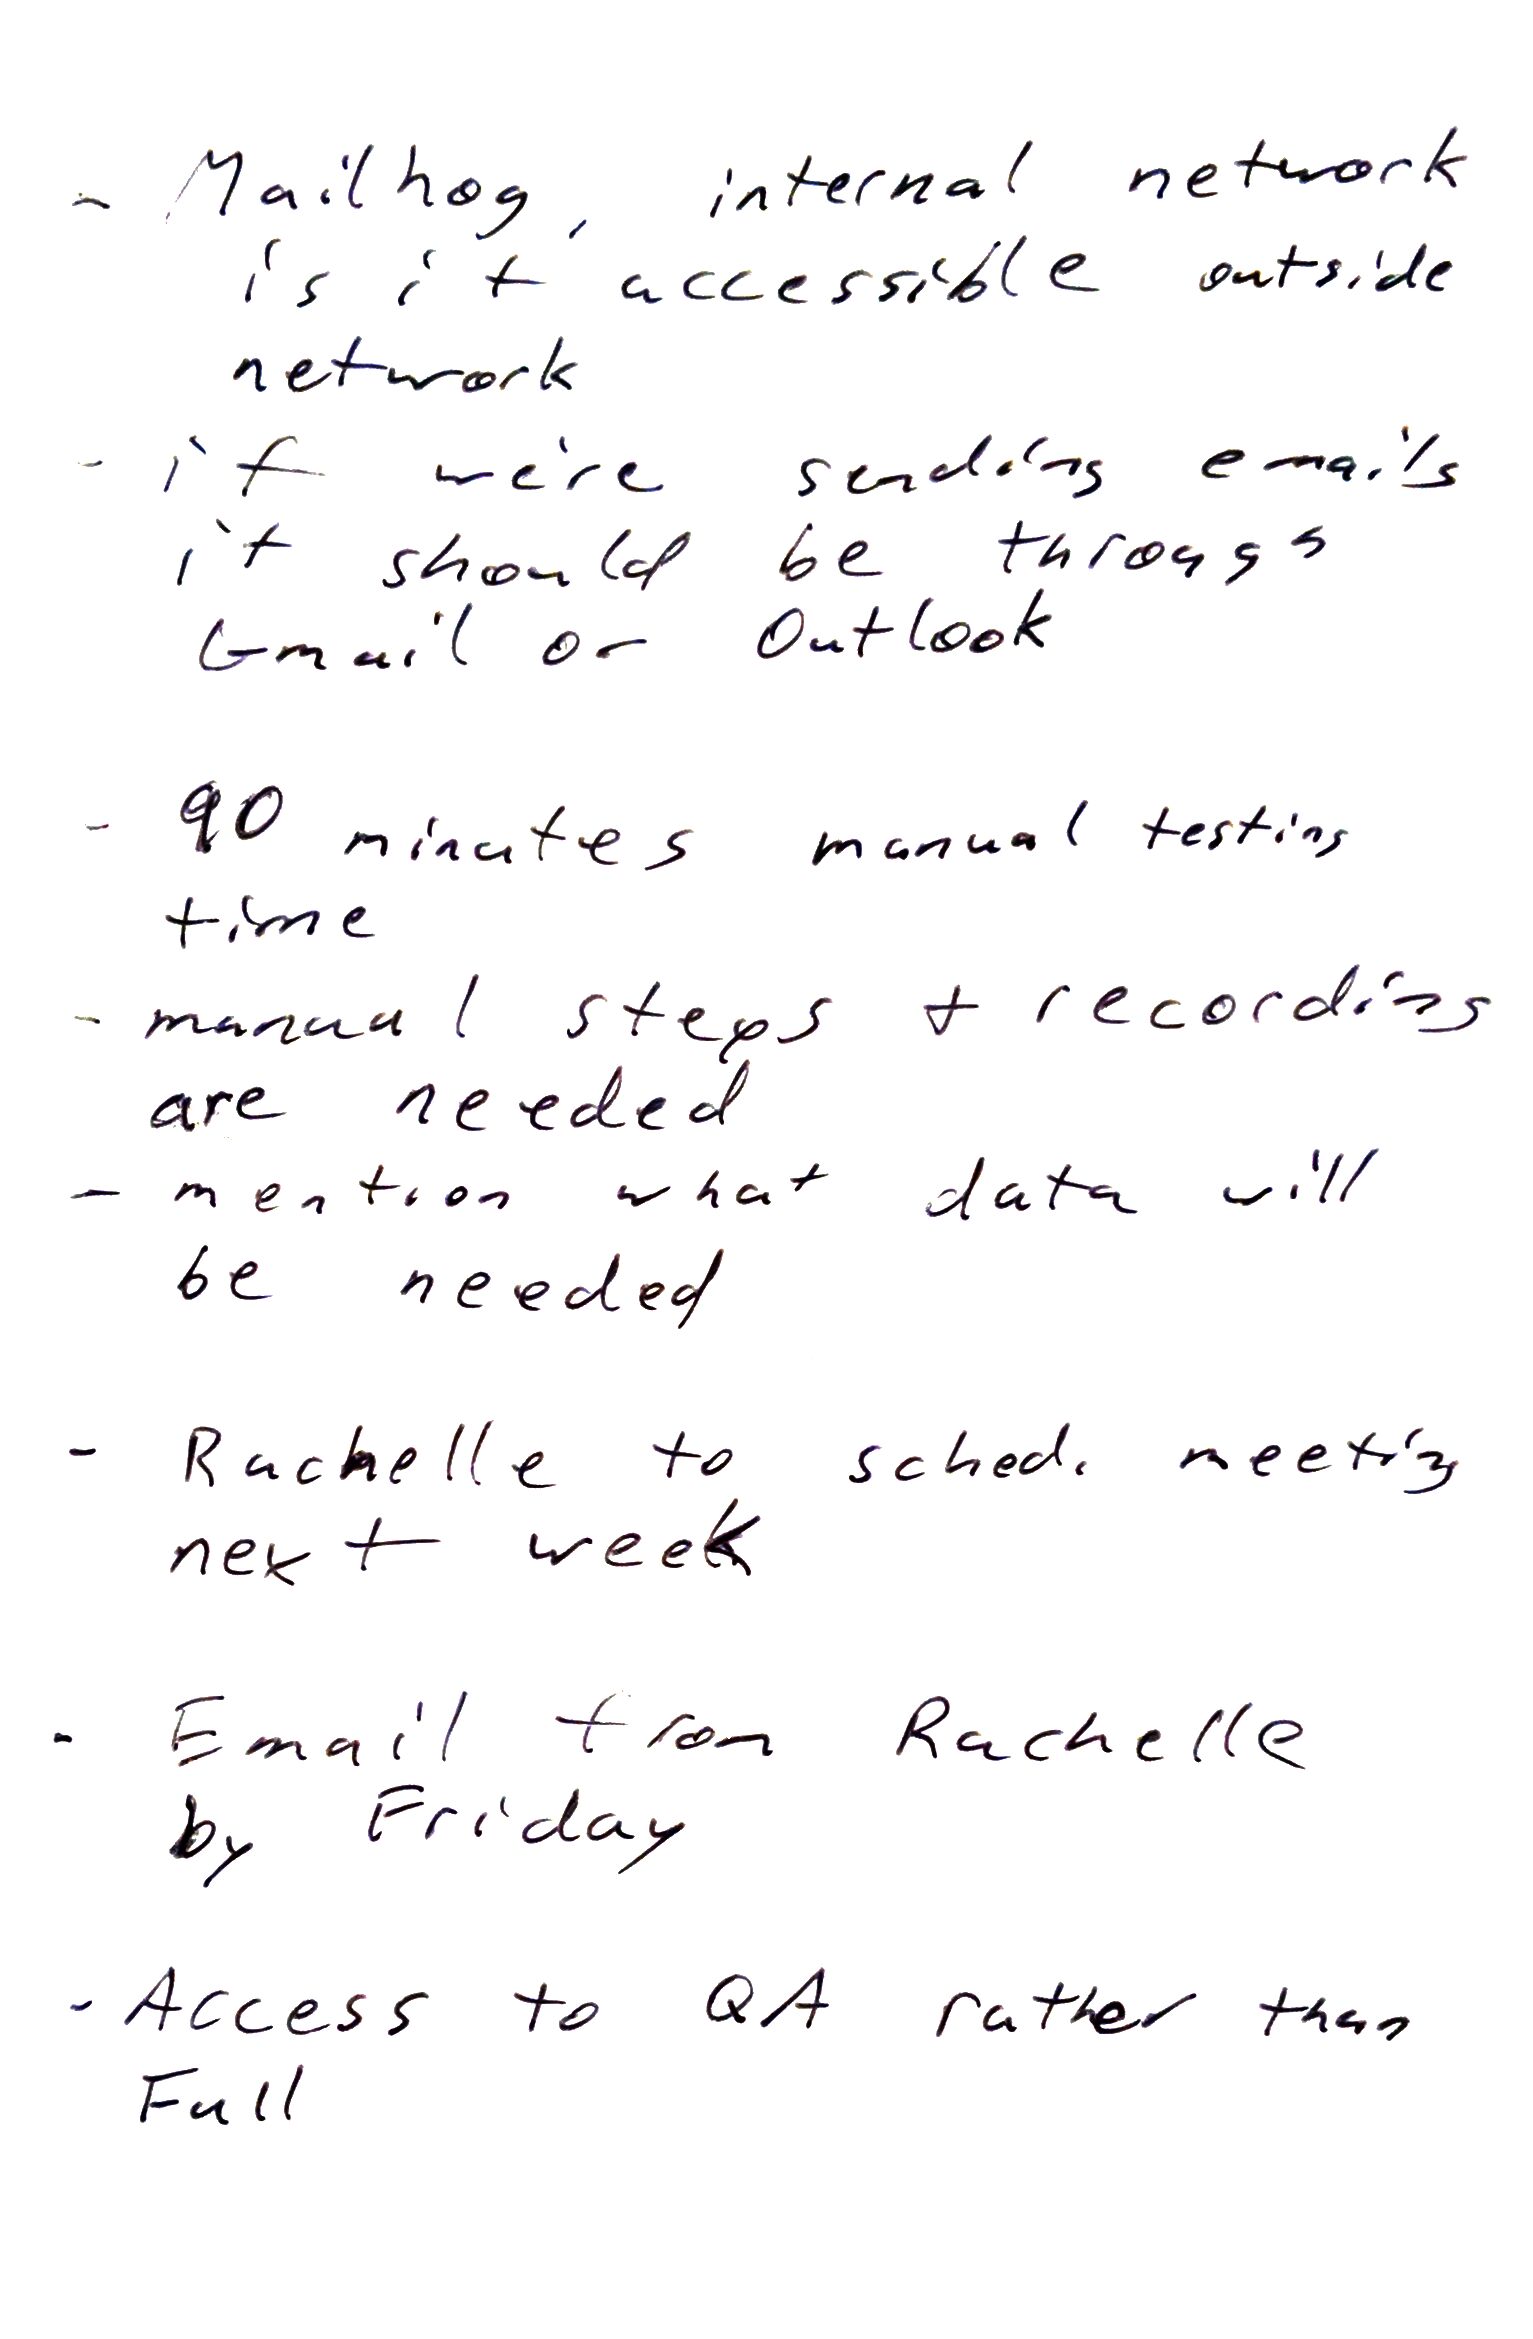 - Mailhog, internal network
is it accessible outside
network
- if we're sending emails
it should be through
Gmail or Outlook
- 90 minutes manual testing
time
- manual steps + recording
are needed
- mention what data will
be needed
- Rachelle to sched. meeting
next week
- Email from Rachelle
by Friday
- Access to QA rather than
Full